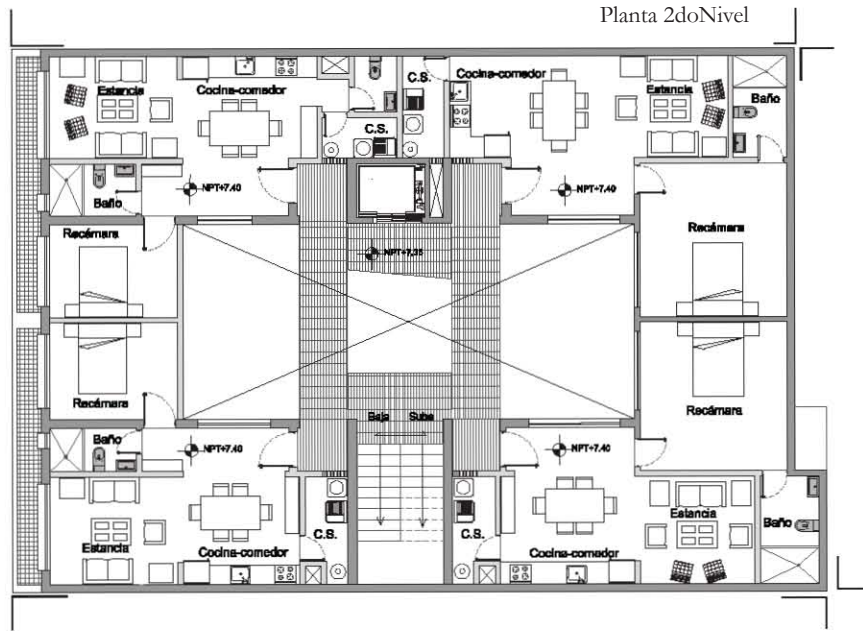 Planta 2doNivel
Estancia
Cocina-comedor
C.S.
C.S.
Cocina-comedor
Estancia
Baño
Baño
NPT+7.40
NPT+7.40
Recámara
Recámara
NPT+7.35
Recámara
Recámara
Baja Sube
Baño
NPT+7.40
NPT+7.40
Estancia
Cocina-comedor
C.S.
C.S.
Cocina-comedor
Estancia
Baño